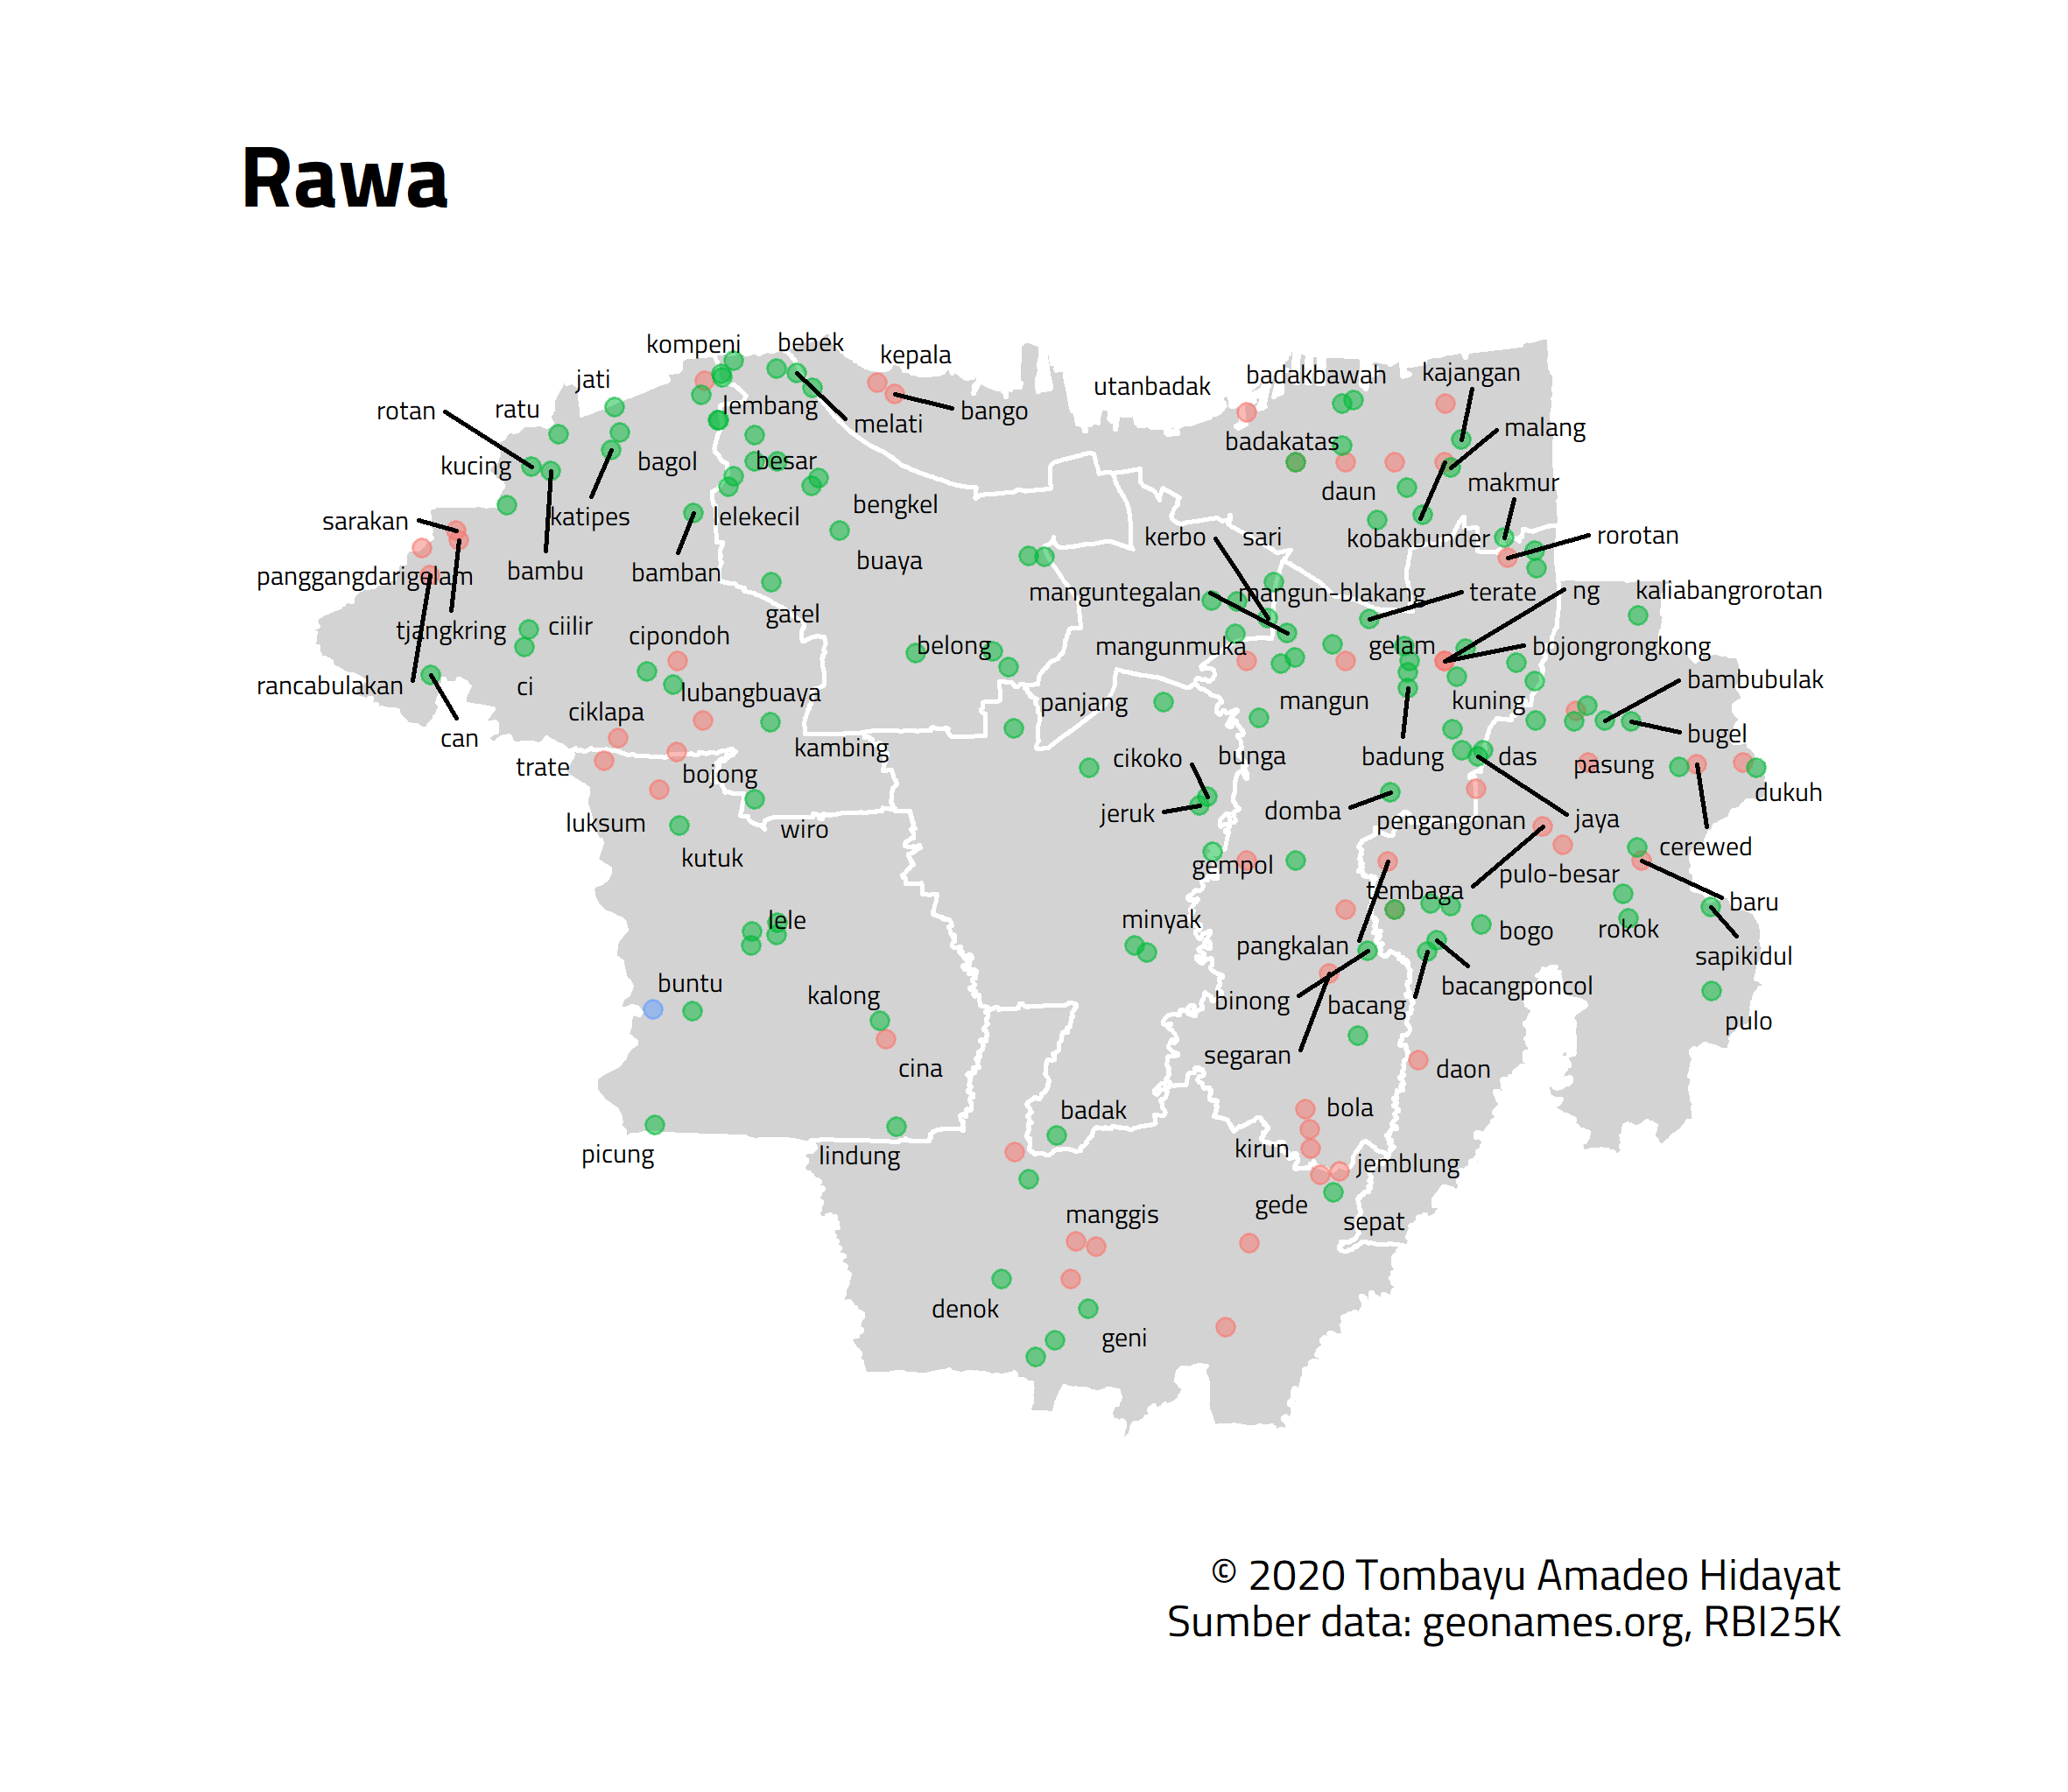 Rawa
kompeni
bebek
kepala
jati
utanbadak
badakbawah
kajangan
rotan
ratu
lembang
melati
bango
malang
badakatas
kucing
bagol
besar
daun
makmur
sarakan
katipes
lelekecil
bengkel
kerbo
sari
kobakbunder
rorotan
panggangdarigelam
bambu
bamban
buaya
manguntegalan
mangun-blakang
terate
ng
kaliabangrorotan
tjangkring
ciilir
cipondoh
gatel
belong
mangunmuka
gelam
bojongrongkong
rancabulakan
ci
lubangbuaya
panjang
mangun
kuning
bambubulak
can
ciklapa
kambing
cikoko
bunga
badung
das
bugel
trate
bojong
pasung
dukuh
luksum
wiro
jeruk
domba
pengangonan
jaya
kutuk
gempol
tembaga
pulo-besar
cerewed
lele
minyak
pangkalan
bogo
rokok
baru
buntu
kalong
binong
bacang
bacangponcol
sapikidul
cina
segaran
daon
pulo
picung
lindung
badak
kirun
bola
jemblung
manggis
gede
sepat
denok
geni
© 2020 Tombayu Amadeo Hidayat
Sumber data: geonames.org, RBI25K